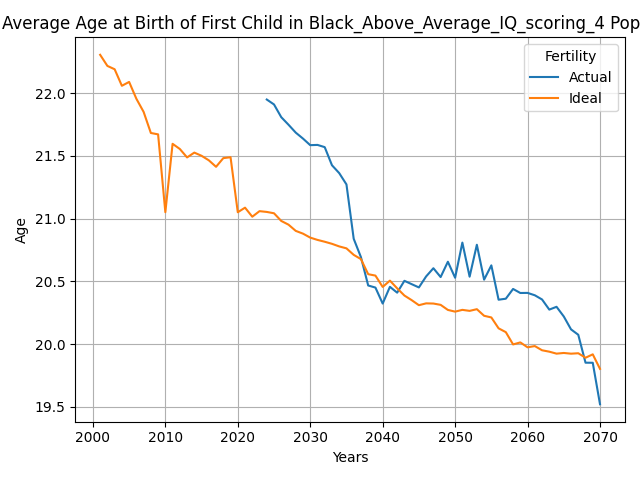 Average Age at Birth of First Child in Black_Above_Average_IQ_scoring_4 Pop
Fertility
Actual
Ideal
22.0
21.5
21.0
20.5
20.0
19.5
Age
2000 2010 2020 2030 2040 2050 2060 2070
Years